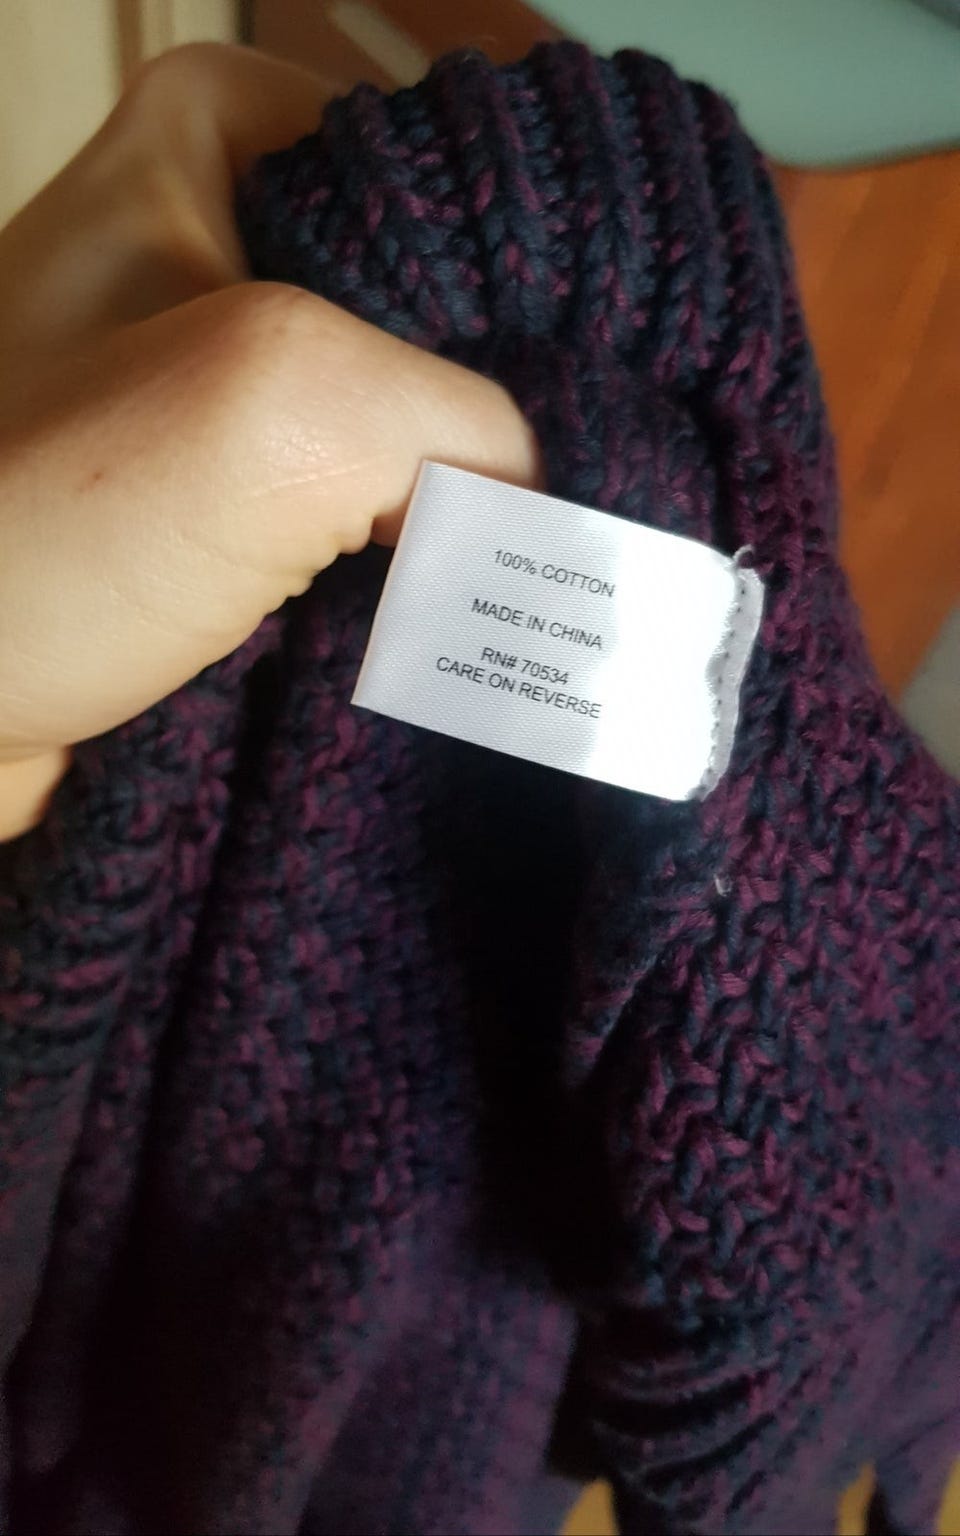 100% COTTON
MADE IN CHINA
RN# 70534
CARE ON REVERSE